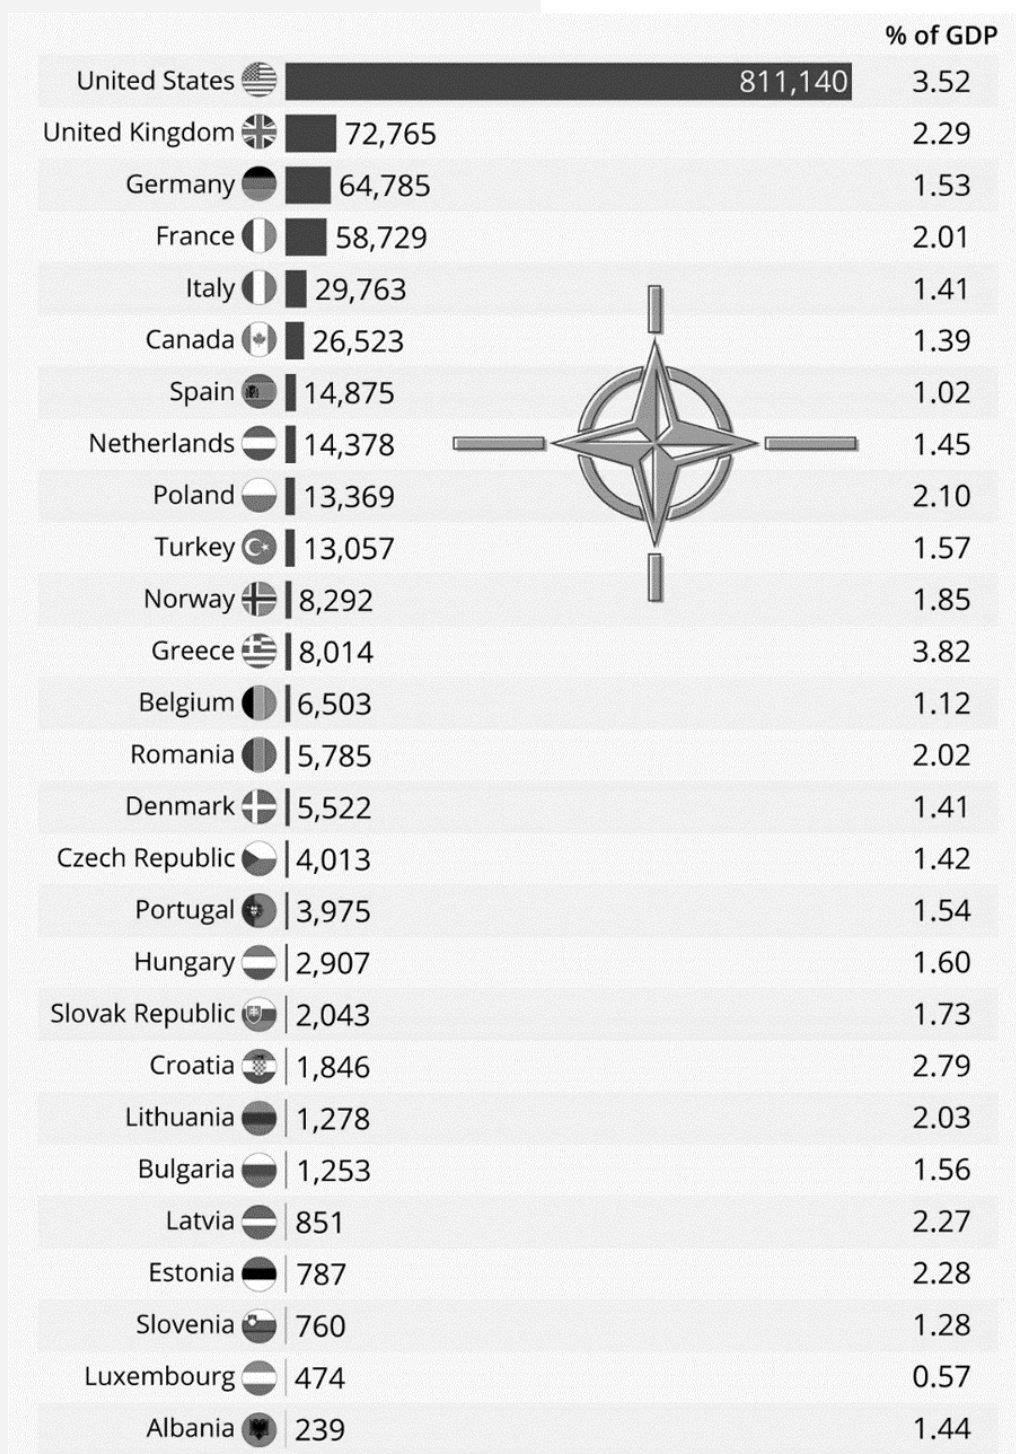 % of GDP
United States 811,140 3.52
United Kingdom 72,765 2.29
Germany 64,785 1.53
France 58,729 2.01
Italy 29,763 1.41
Canada 26,523 1.39
Spain 14,875 1.02
Netherlands 14,378 1.45
Poland 13,369 2.10
Turkey 13,057 1.57
Norway 8,292 1.85
Greece 8,014 3.82
Belgium 6,503 1.12
Romania 5,785 2.02
Denmark 5,522 1.41
Czech Republic 4,013 1.42
Portugal 3,975 1.54
Hungary 2,907 1.60
Slovak Republic 2,043 1.73
Croatia 1,846 2.79
Lithuania 1,278 2.03
Bulgaria 1,253 1.56
Latvia 851 2.27
Estonia 787 2.28
Slovenia 760 1.28
Luxembourg 474 0.57
Albania 239 1.44